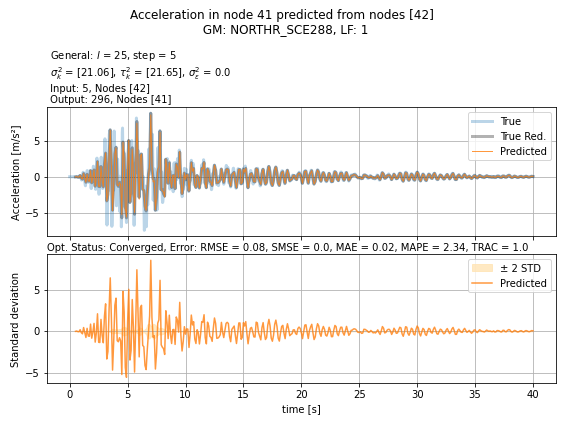 Acceleration in node 41 predicted from nodes [42]
GM: NORTHR_SCE288, LF: 1
General: l = 25, step = 5
σ²ₖ = [21.06], τ²ₖ = [21.65], σ²ₑ = 0.0
Input: 5, Nodes [42]
Output: 296, Nodes [41]
Acceleration [m/s²]
5
0
−5
True
True Red.
Predicted
Opt. Status: Converged, Error: RMSE = 0.08, SMSE = 0.0, MAE = 0.02, MAPE = 2.34, TRAC = 1.0
Standard deviation
5
0
−5
± 2 STD
Predicted
0 5 10 15 20 25 30 35 40
time [s]